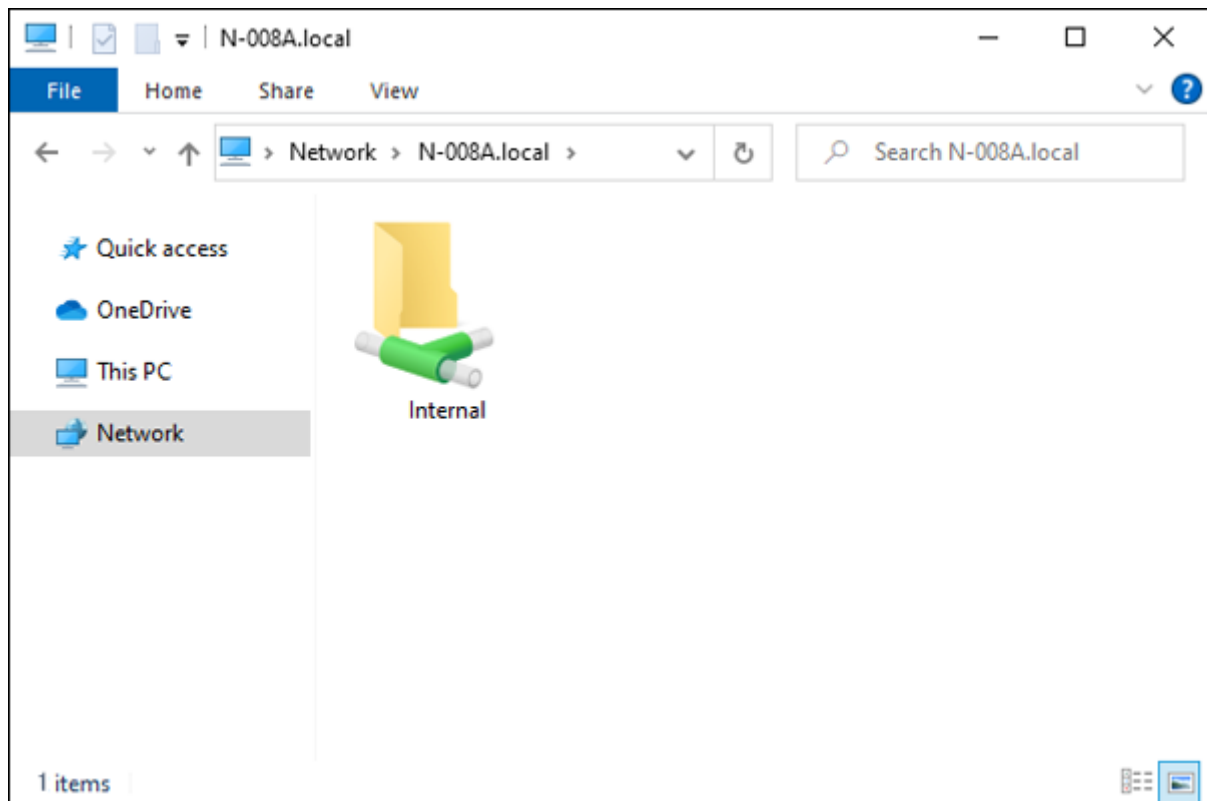 N-008A.local
File Home Share View ?
Network N-008A.local Search N-008A.local
Quick access
OneDrive
This PC
Network
Internal
1 items